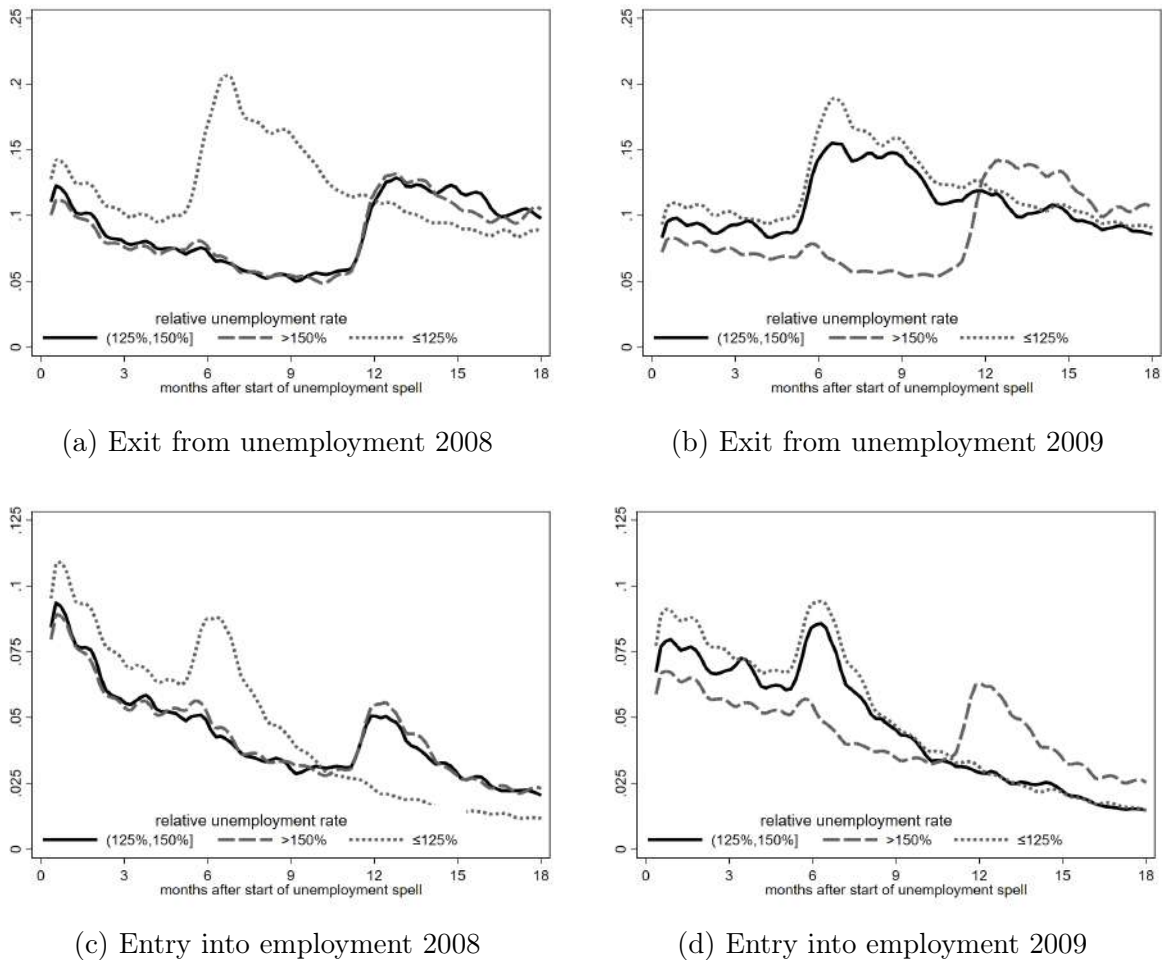 .25
.2
.15
.1
.05
0
relative unemployment rate
(125%,150%] >150% ≤125%
0 3 6 9 12 15 18
months after start of unemployment spell
(a) Exit from unemployment 2008
.25
.2
.15
.1
.05
0
relative unemployment rate
(125%,150%] >150% ≤125%
0 3 6 9 12 15 18
months after start of unemployment spell
(b) Exit from unemployment 2009
.125
.1
.075
.05
.025
0
relative unemployment rate
(125%,150%] >150% ≤125%
0 3 6 9 12 15 18
months after start of unemployment spell
(c) Entry into employment 2008
.125
.1
.075
.05
.025
0
relative unemployment rate
(125%,150%] >150% ≤125%
0 3 6 9 12 15 18
months after start of unemployment spell
(d) Entry into employment 2009